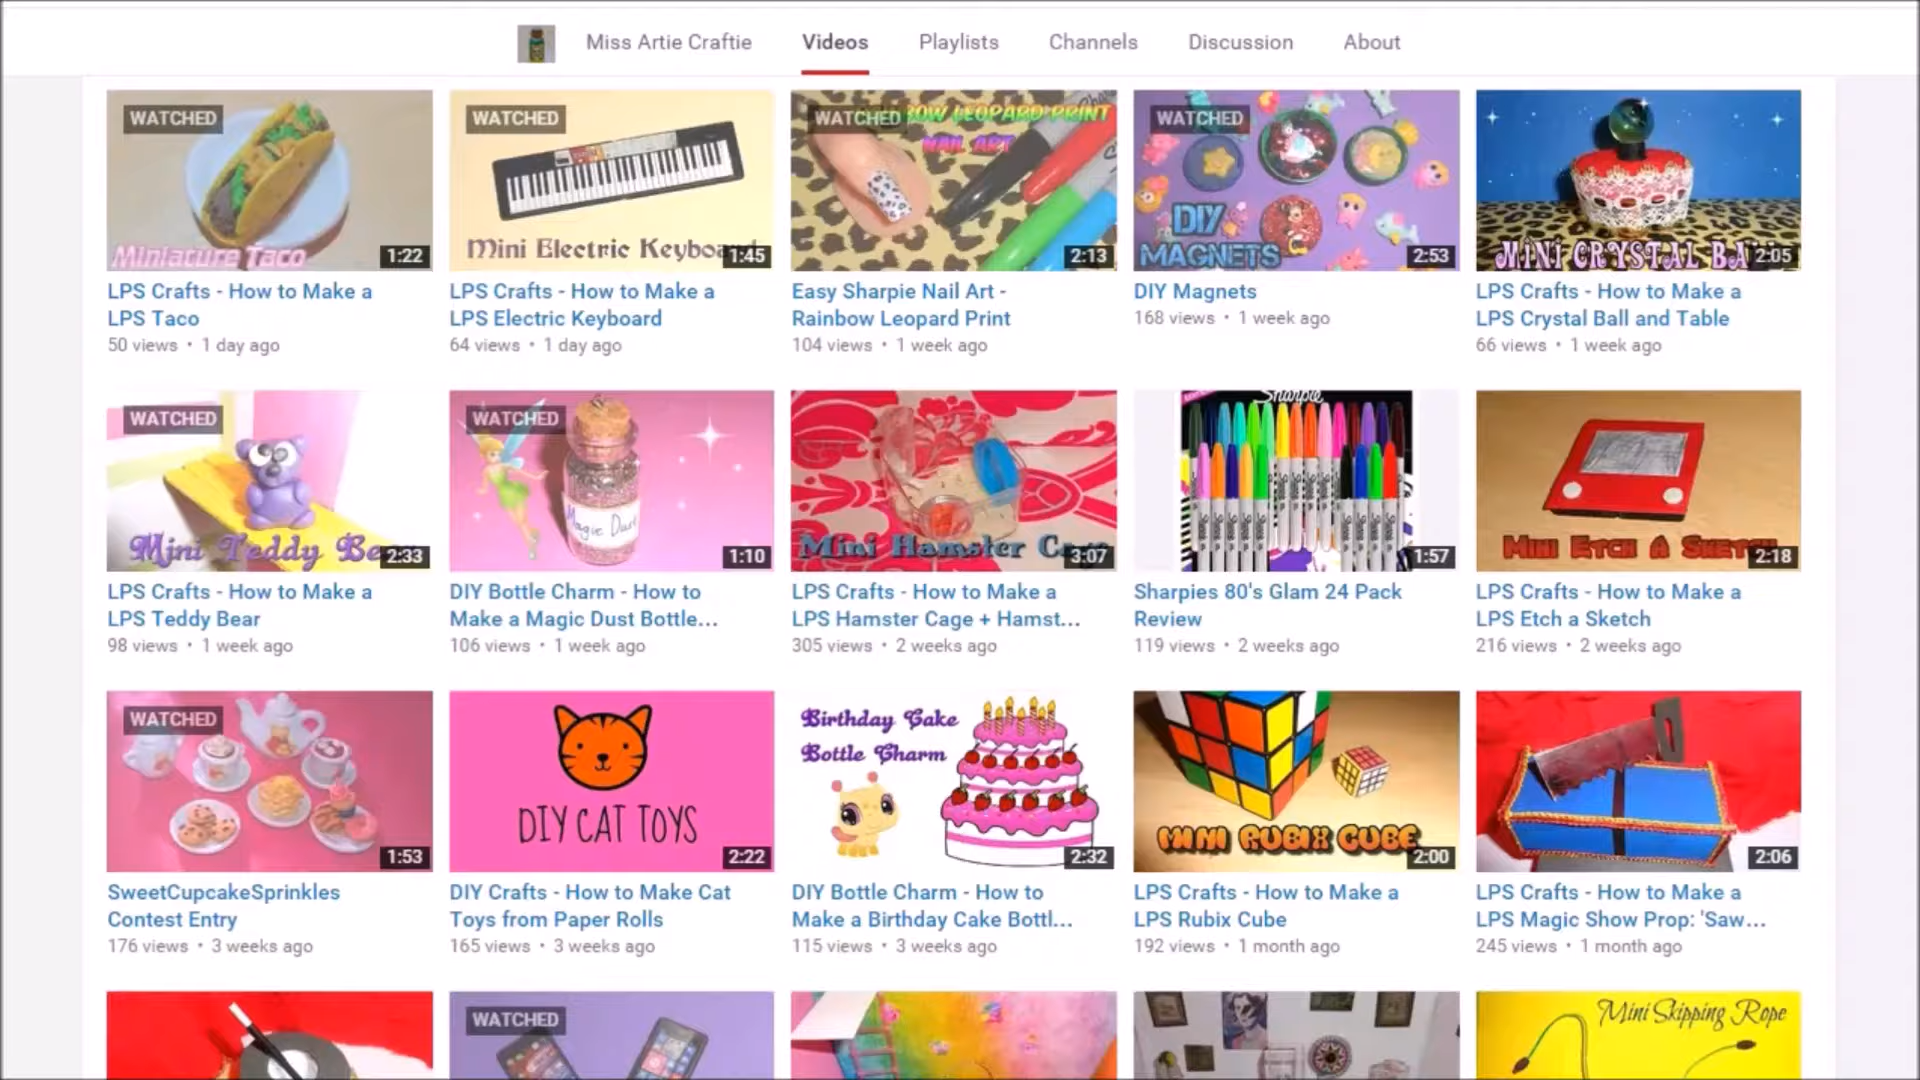 Miss Artie Craftie Videos Playlists Channels Discussion About
WATCHED
Miniature Taco
1:22
LPS Crafts - How to Make a
LPS Taco
50 views • 1 day ago
WATCHED
Mini Electric Keyboard
1:45
LPS Crafts - How to Make a
LPS Electric Keyboard
64 views • 1 day ago
WATCHED
BOW LEOPARD PRINT
NAIL ART
2:13
Easy Sharpie Nail Art -
Rainbow Leopard Print
104 views • 1 week ago
WATCHED
DIY
MAGNETS
2:53
DIY Magnets
168 views • 1 week ago
MINI CRYSTAL BA
2:05
LPS Crafts - How to Make a
LPS Crystal Ball and Table
66 views • 1 week ago
WATCHED
Mini Teddy Be
2:33
LPS Crafts - How to Make a
LPS Teddy Bear
98 views • 1 week ago
WATCHED
Magic Dust
1:10
DIY Bottle Charm - How to
Make a Magic Dust Bottle...
106 views • 1 week ago
Mini Hamster C
3:07
LPS Crafts - How to Make a
LPS Hamster Cage + Hamst...
305 views • 2 weeks ago
Sharpie
1:57
Sharpies 80's Glam 24 Pack
Review
119 views • 2 weeks ago
Mini Etch A Sketch
2:18
LPS Crafts - How to Make a
LPS Etch a Sketch
216 views • 2 weeks ago
WATCHED
1:53
SweetCupcakeSprinkles
Contest Entry
176 views • 3 weeks ago
DIY CAT TOYS
2:22
DIY Crafts - How to Make Cat
Toys from Paper Rolls
165 views • 3 weeks ago
Birthday Cake
Bottle Charm
2:32
DIY Bottle Charm - How to
Make a Birthday Cake Bottl...
115 views • 3 weeks ago
MINI RUBIX CUBE
2:00
LPS Crafts - How to Make a
LPS Rubix Cube
192 views • 1 month ago
2:06
LPS Crafts - How to Make a
LPS Magic Show Prop: 'Saw...
245 views • 1 month ago
WATCHED
Mini Skipping Rope